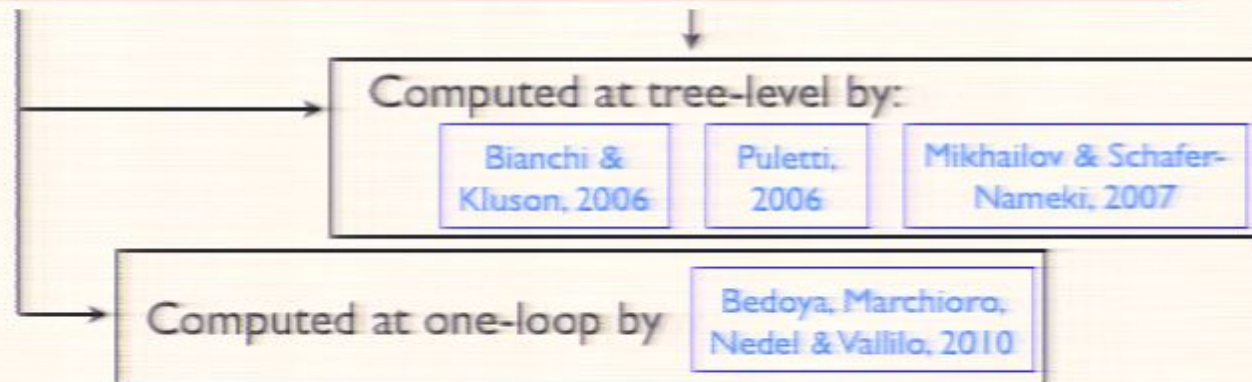 Computed at tree-level by:
Bianchi &
Kluson, 2006
Puletti,
2006
Mikhailov & Schafer-
Nameki, 2007
Computed at one-loop by
Bedoya, Marchioro,
Nedel & Vallilo, 2010